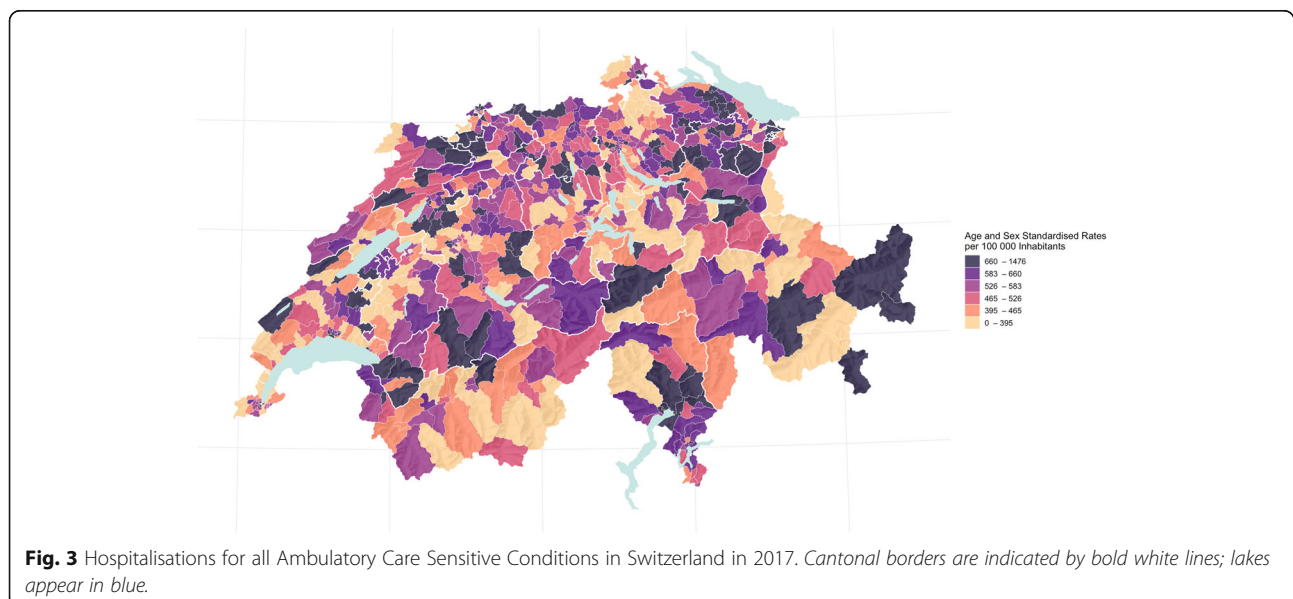 Age and Sex Standardised Rates
per 100 000 Inhabitants
660 – 1476
583 – 660
526 – 583
465 – 526
395 – 465
0 – 395
Fig. 3 Hospitalisations for all Ambulatory Care Sensitive Conditions in Switzerland in 2017. Cantonal borders are indicated by bold white lines; lakes
appear in blue.